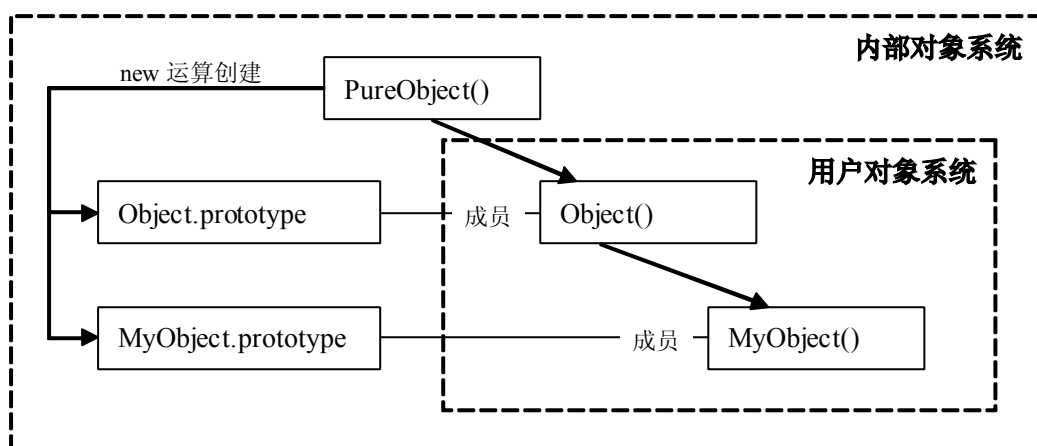 内部对象系统
new 运算创建
PureObject()
用户对象系统
Object.prototype
成员
Object()
MyObject.prototype
成员
MyObject()